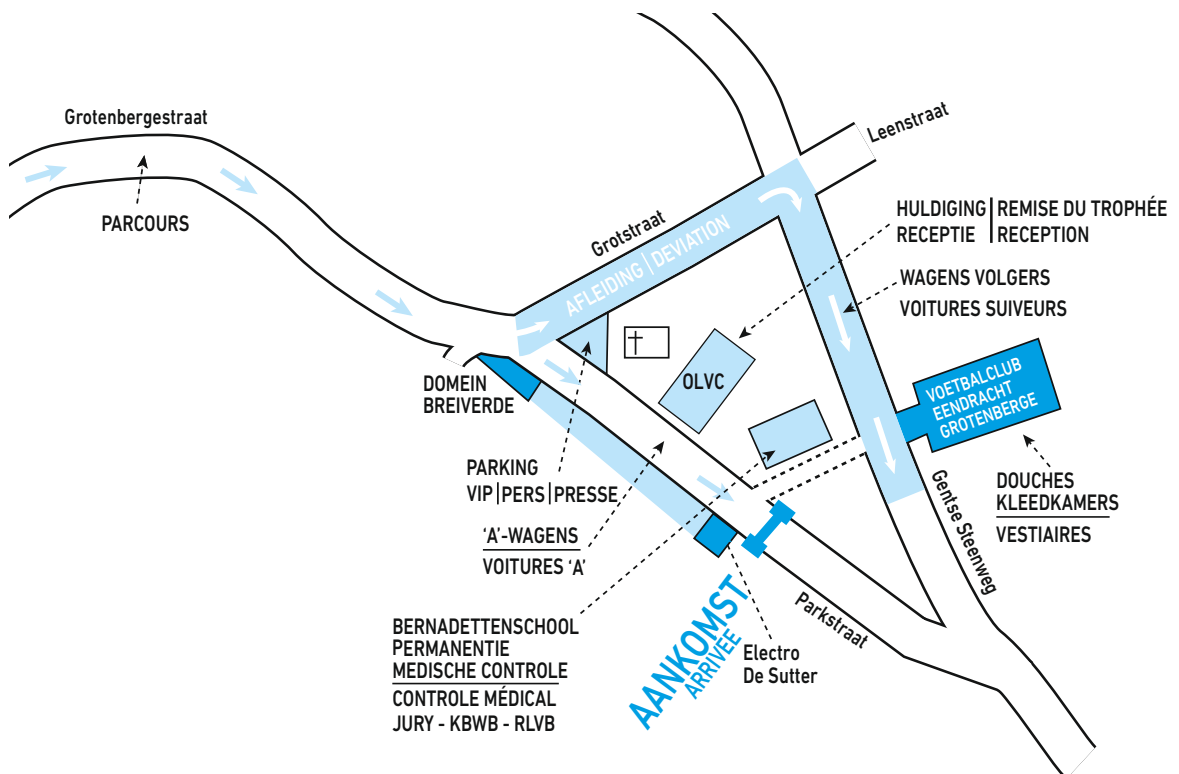 Grotenbergestraat
PARCOURS
Leenstraat
Grotstraat
AFLEIDING | DEVIATION
HULDIGING | REMISE DU TROPHÉE
RECEPTIE | RECEPTION
WAGENS VOLGERS
VOITURES SUIVEURS
VOETBALCLUB
EENDRACHT
GROTENBERGE
OLVC
DOMEIN
BREIVERDE
PARKING
VIP | PERS | PRESSE
DOUCHES
KLEEDKAMERS
VESTIAIRES
Gentse Steenweg
'A'-WAGENS
VOITURES 'A'
Parkstraat
AANKOMST
ARRIVÉE
BERNADETTENSCHOOL
PERMANENTIE
MEDISCHE CONTROLE
CONTROLE MÉDICAL
JURY - KBWB - RLVB
Electro
De Sutter